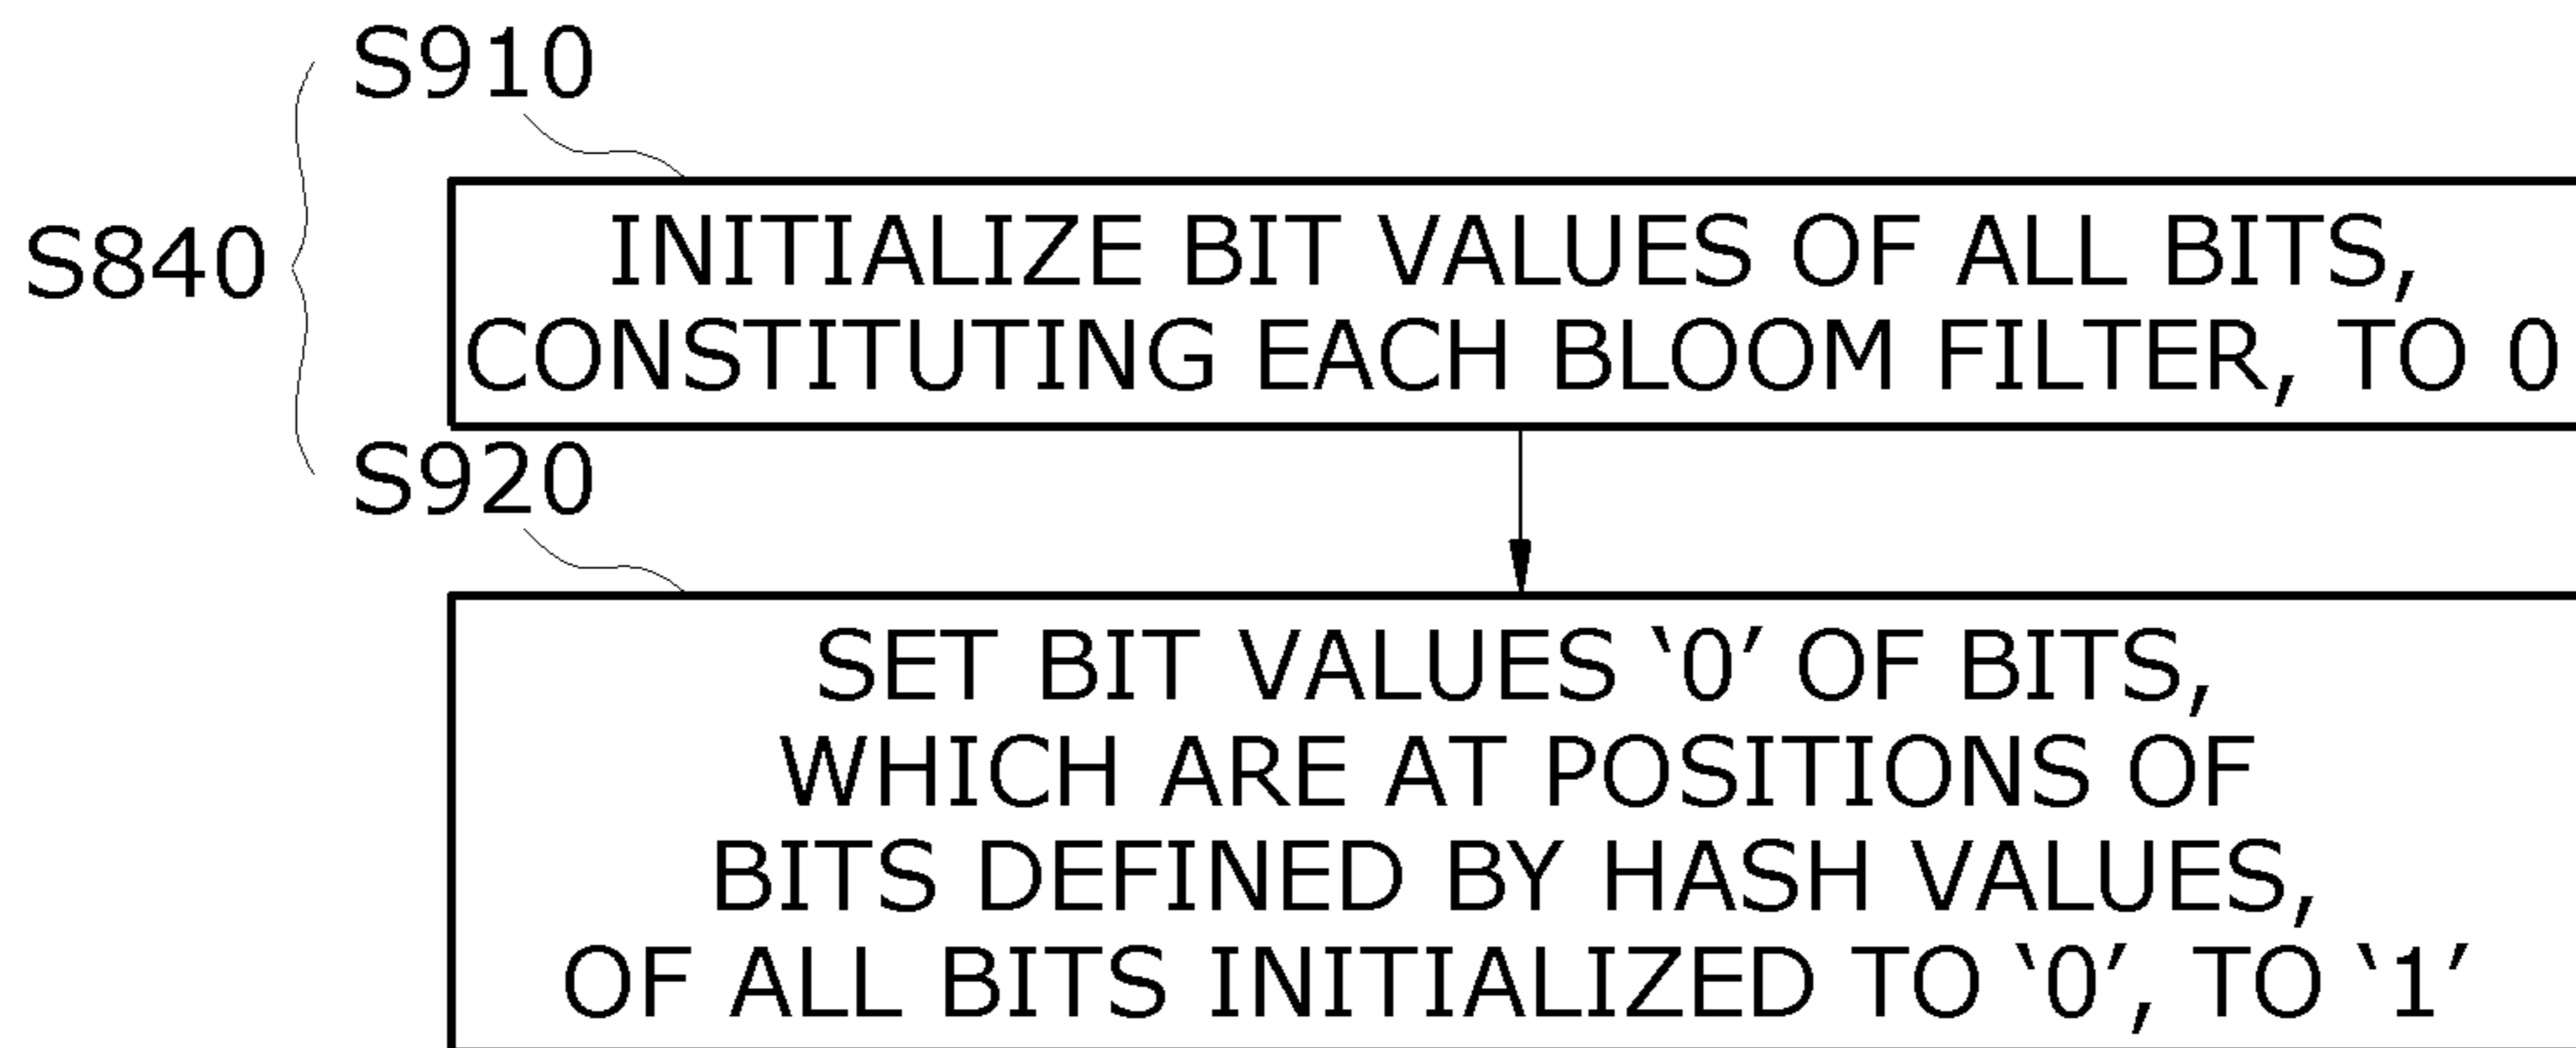 S910
S840
INITIALIZE BIT VALUES OF ALL BITS,
CONSTITUTING EACH BLOOM FILTER, TO 0
S920
SET BIT VALUES ‘0’ OF BITS,
WHICH ARE AT POSITIONS OF
BITS DEFINED BY HASH VALUES,
OF ALL BITS INITIALIZED TO ‘0’, TO ‘1’